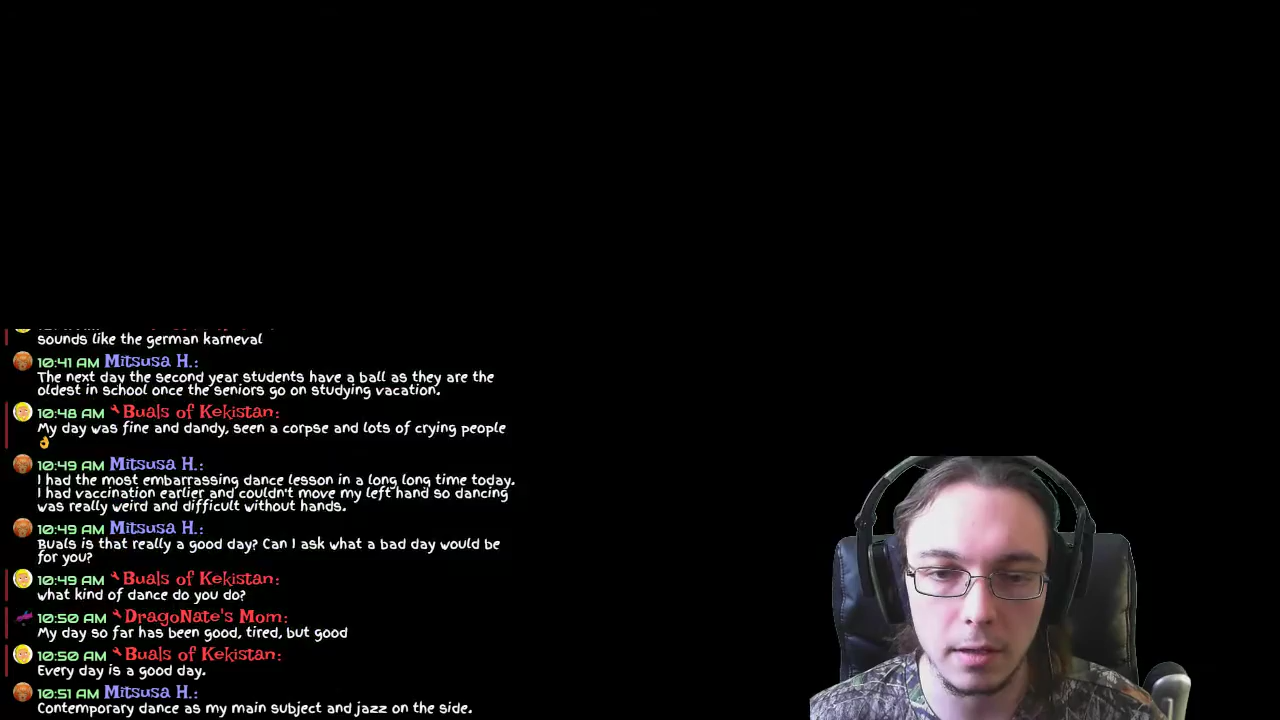 sounds like the german karneval
10:41 AM Mitsusa H.:
The next day the second year students have a ball as they are the
oldest in school once the seniors go on studying vacation.
10:48 AM Buals of Kekistan:
My day was fine and dandy, seen a corpse and lots of crying people
👌
10:49 AM Mitsusa H.:
I had the most embarrassing dance lesson in a long long time today.
I had vaccination earlier and couldn't move my left hand so dancing
was really weird and difficult without hands.
10:49 AM Mitsusa H.:
Buals is that really a good day? Can I ask what a bad day would be
for you?
10:49 AM Buals of Kekistan:
what kind of dance do you do?
10:50 AM DragoNate's Mom:
My day so far has been good, tired, but good
10:50 AM Buals of Kekistan:
Every day is a good day.
10:51 AM Mitsusa H.:
Contemporary dance as my main subject and jazz on the side.